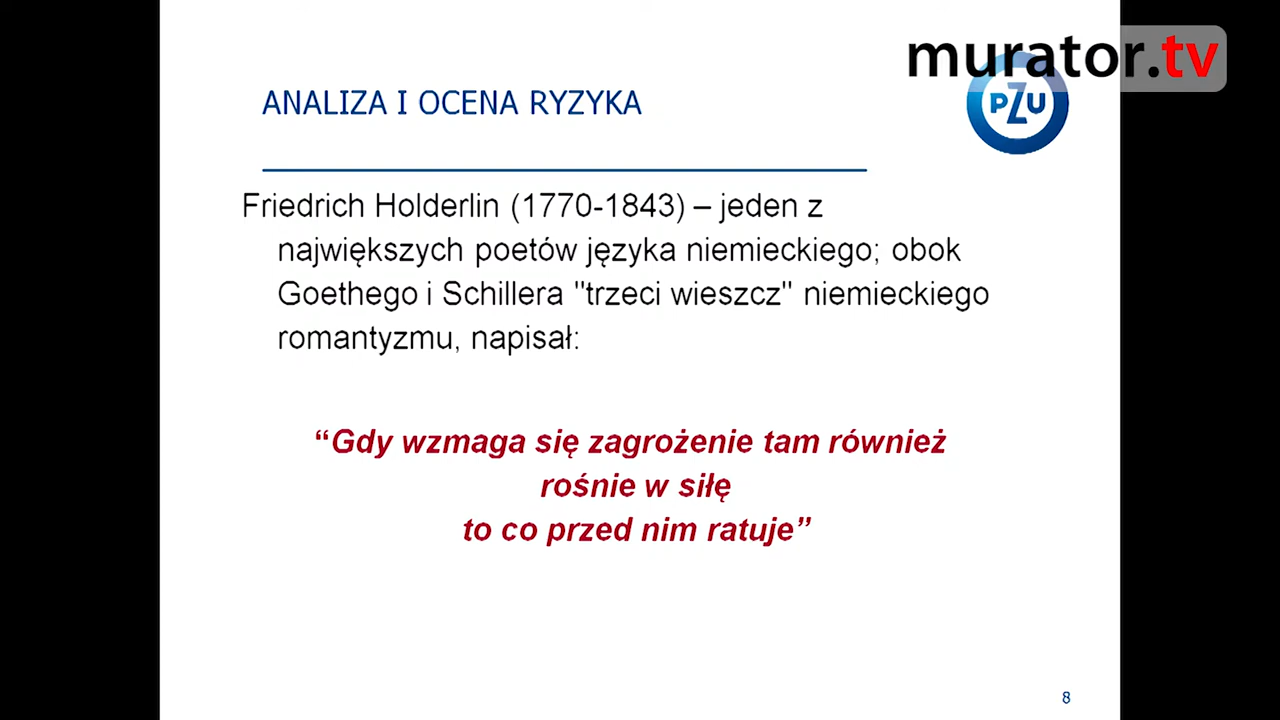 murator.tv
PZU
ANALIZA I OCENA RYZYKA
Friedrich Holderlin (1770-1843) – jeden z
największych poetów języka niemieckiego; obok
Goethego i Schillera "trzeci wieszcz" niemieckiego
romantyzmu, napisał:
“Gdy wzmaga się zagrożenie tam również
rośnie w siłę
to co przed nim ratuje”
8